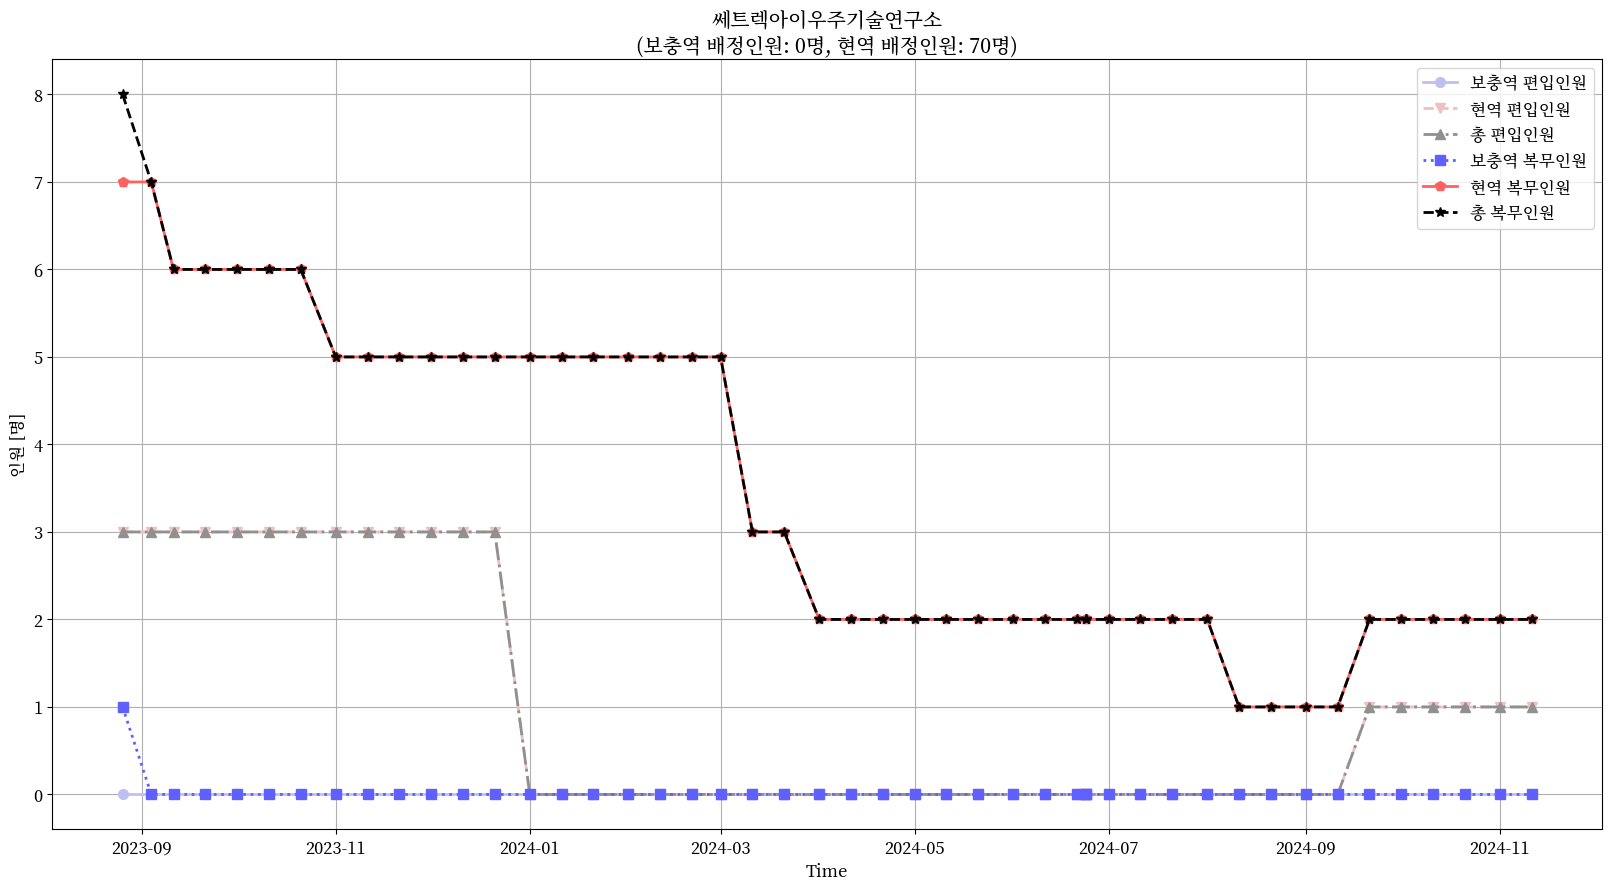 쎄트렉아이우주기술연구소
(보충역 배정인원: 0명, 현역 배정인원: 70명)
보충역 편입인원
현역 편입인원
총 편입인원
보충역 복무인원
현역 복무인원
총 복무인원
인원 [명]
8
7
6
5
4
3
2
1
0
2023-09
2023-11
2024-01
2024-03
2024-05
2024-07
2024-09
2024-11
Time